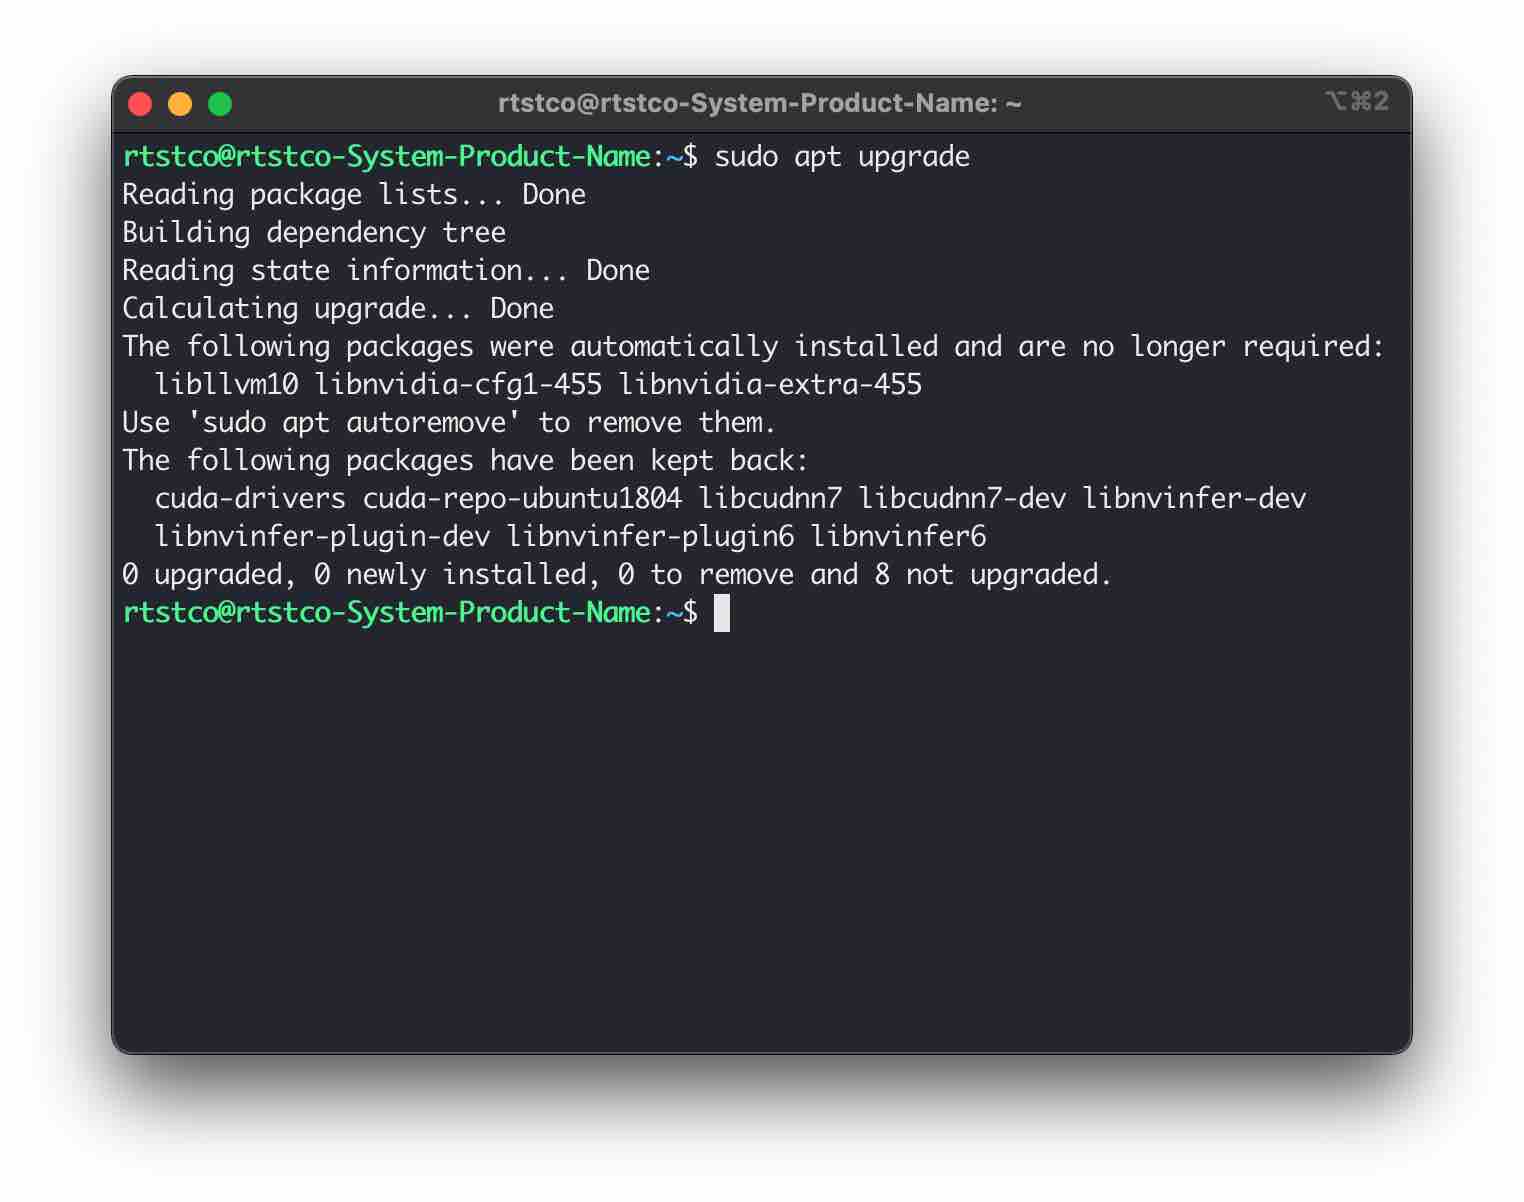 rtstco@rtstco-System-Product-Name: ~
⌥⌘2
rtstco@rtstco-System-Product-Name:~$ sudo apt upgrade
Reading package lists... Done
Building dependency tree
Reading state information... Done
Calculating upgrade... Done
The following packages were automatically installed and are no longer required:
  libllvm10 libnvidia-cfg1-455 libnvidia-extra-455
Use 'sudo apt autoremove' to remove them.
The following packages have been kept back:
  cuda-drivers cuda-repo-ubuntu1804 libcudnn7 libcudnn7-dev libnvinfer-dev
  libnvinfer-plugin-dev libnvinfer-plugin6 libnvinfer6
0 upgraded, 0 newly installed, 0 to remove and 8 not upgraded.
rtstco@rtstco-System-Product-Name:~$